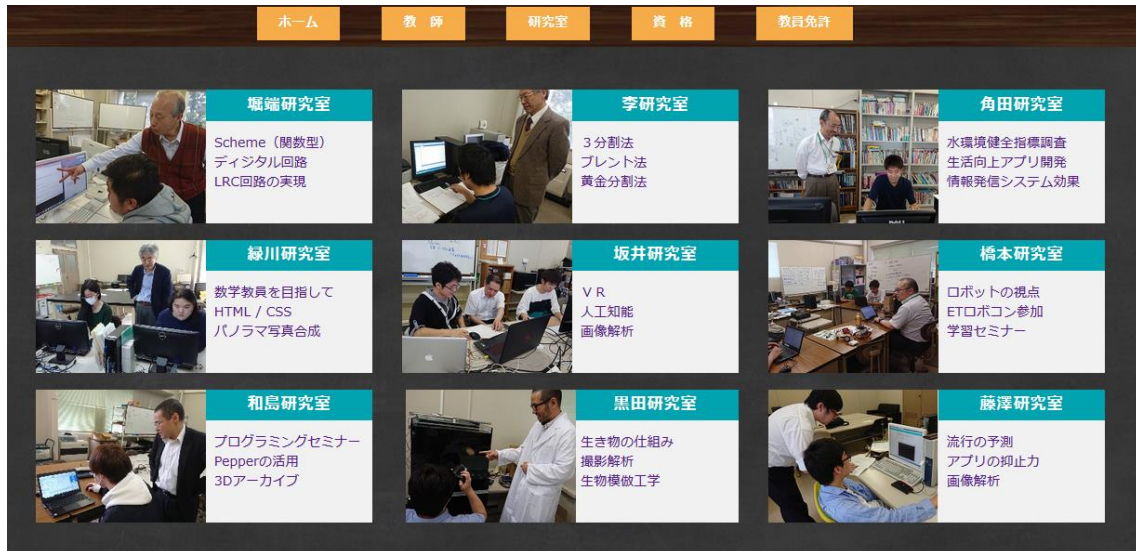 ホーム
教　師
研究室
資　格
教員免許
堀端研究室
Scheme（関数型）
ディジタル回路
LRC回路の実現
李研究室
３分割法
ブレント法
黄金分割法
角田研究室
水環境健全指標調査
生活向上アプリ開発
情報発信システム効果
緑川研究室
数学教員を目指して
HTML / CSS
パノラマ写真合成
坂井研究室
ＶＲ
人工知能
画像解析
橋本研究室
ロボットの視点
ETロボコン参加
学習セミナー
和島研究室
プログラミングセミナー
Pepperの活用
3Dアーカイブ
黒田研究室
生き物の仕組み
撮影解析
生物模倣工学
藤澤研究室
流行の予測
アプリの抑止力
画像解析